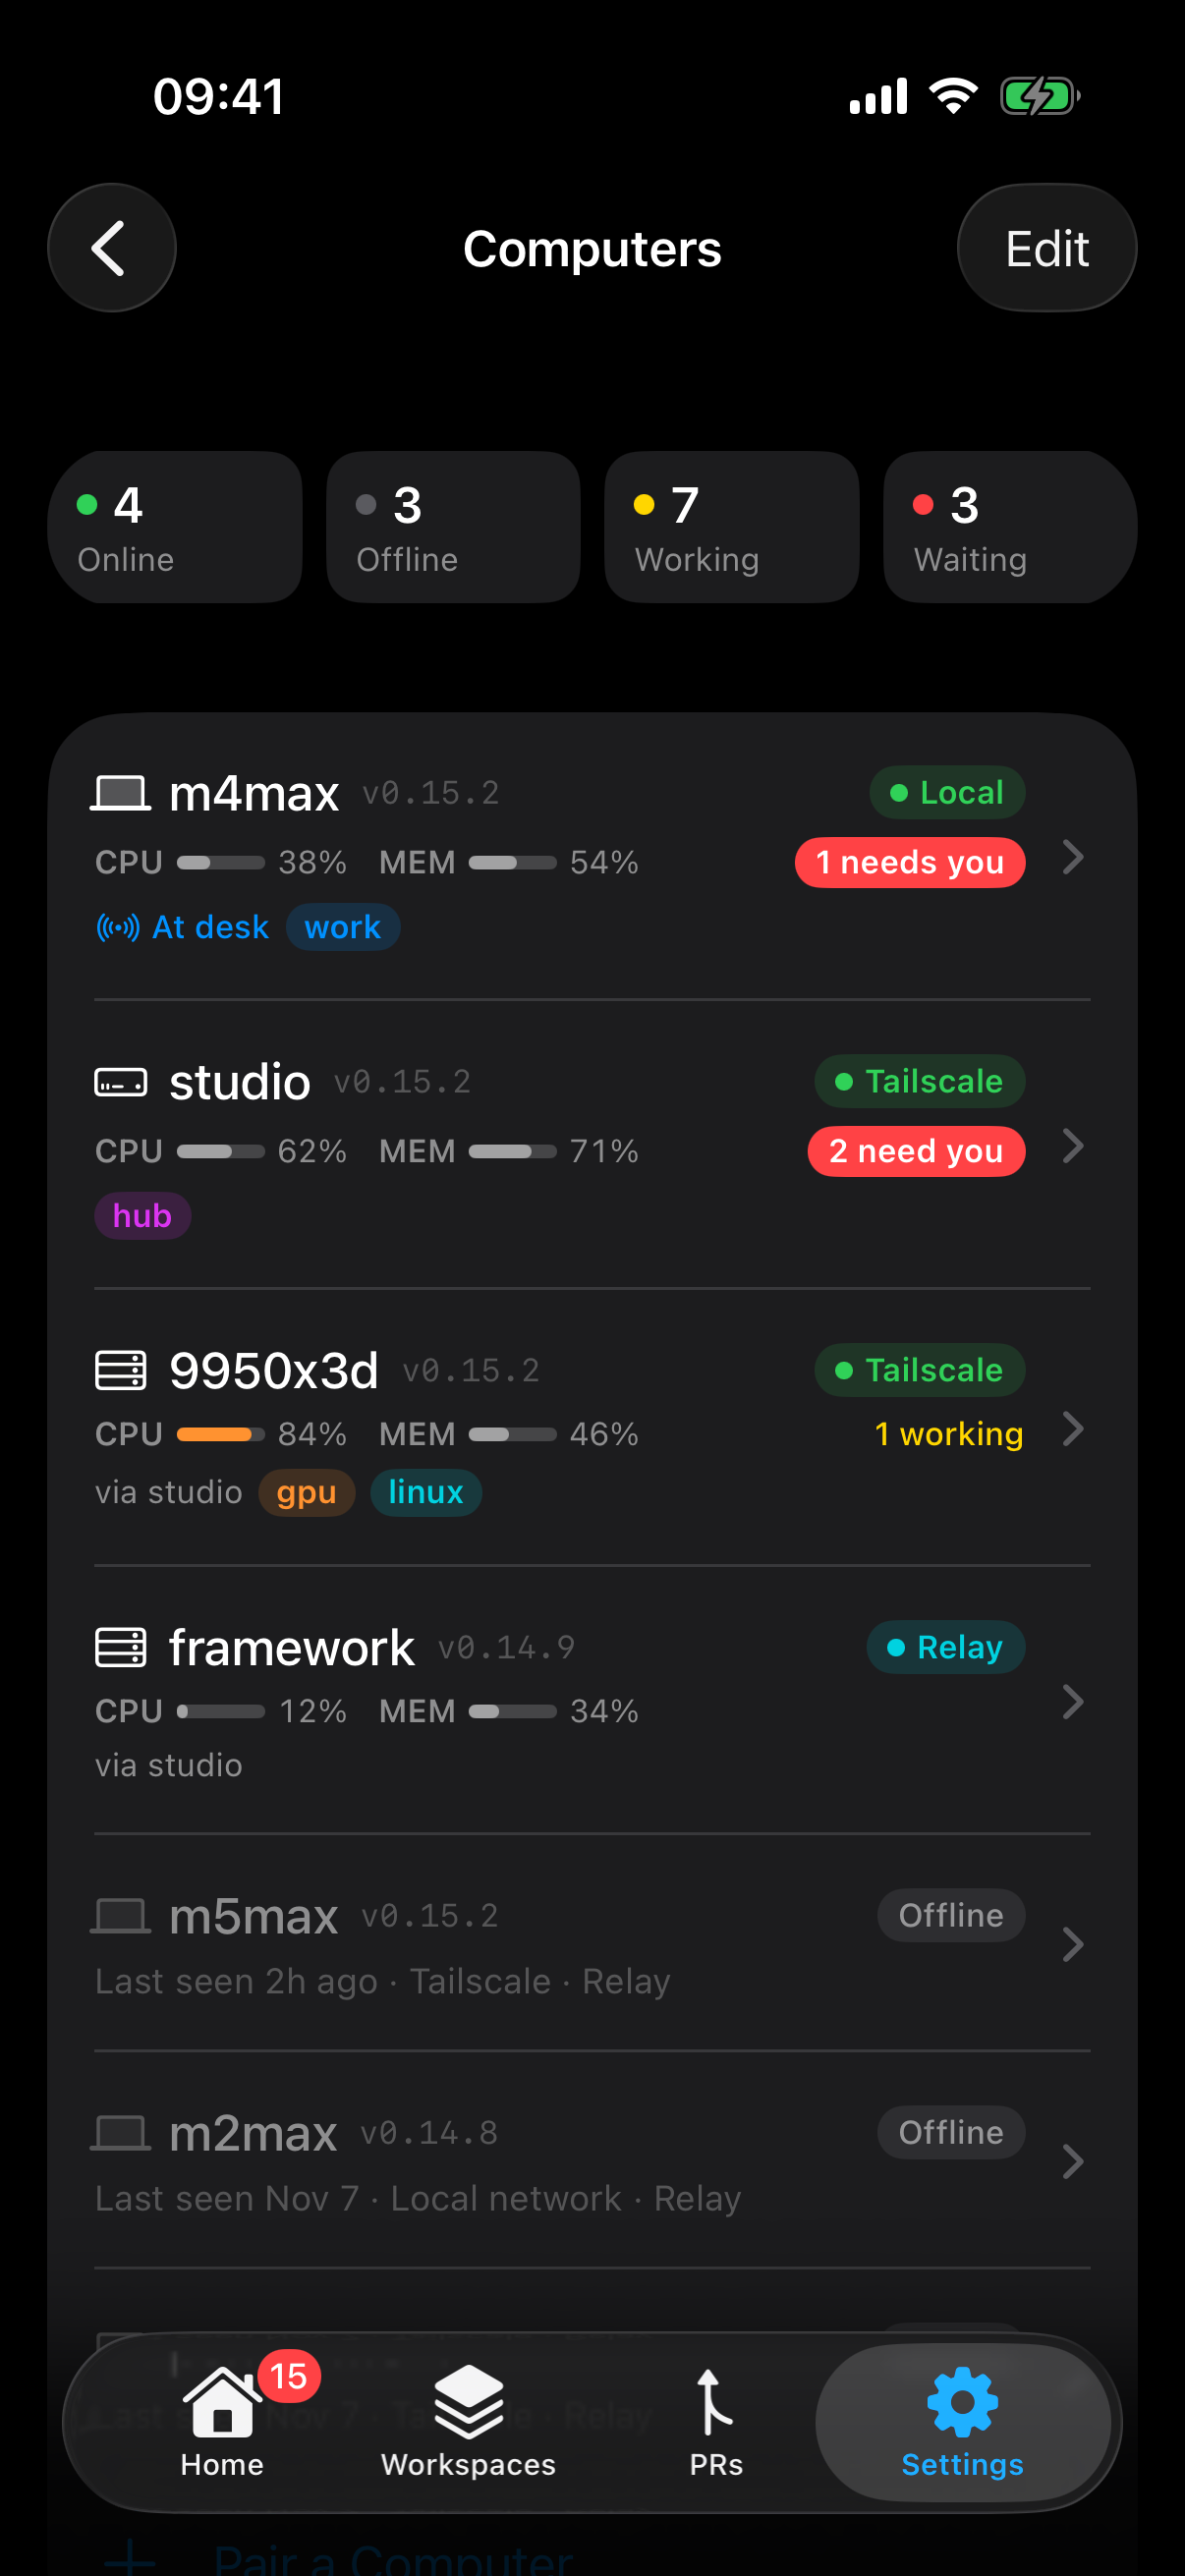 09:41
Computers
Edit
4
Online
3
Offline
7
Working
3
Waiting
m4max v0.15.2 Local
CPU 38% MEM 54% 1 needs you
At desk work
studio v0.15.2 Tailscale
CPU 62% MEM 71% 2 need you
hub
9950x3d v0.15.2 Tailscale
CPU 84% MEM 46% 1 working
via studio gpu linux
framework v0.14.9 Relay
CPU 12% MEM 34%
via studio
m5max v0.15.2 Offline
Last seen 2h ago · Tailscale · Relay
m2max v0.14.8 Offline
Last seen Nov 7 · Local network · Relay
15
Home
Workspaces
PRs
Settings
Pair a Computer